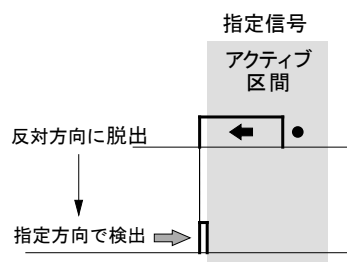 指定信号
アクティブ
区間
反対方向に脱出
指定方向で検出